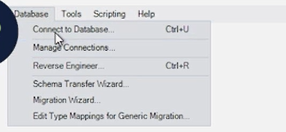 Database Tools Scripting Help
Connect to Database... Ctrl+U
Manage Connections...
Reverse Engineer... Ctrl+R
Schema Transfer Wizard...
Migration Wizard...
Edit Type Mappings for Generic Migration...